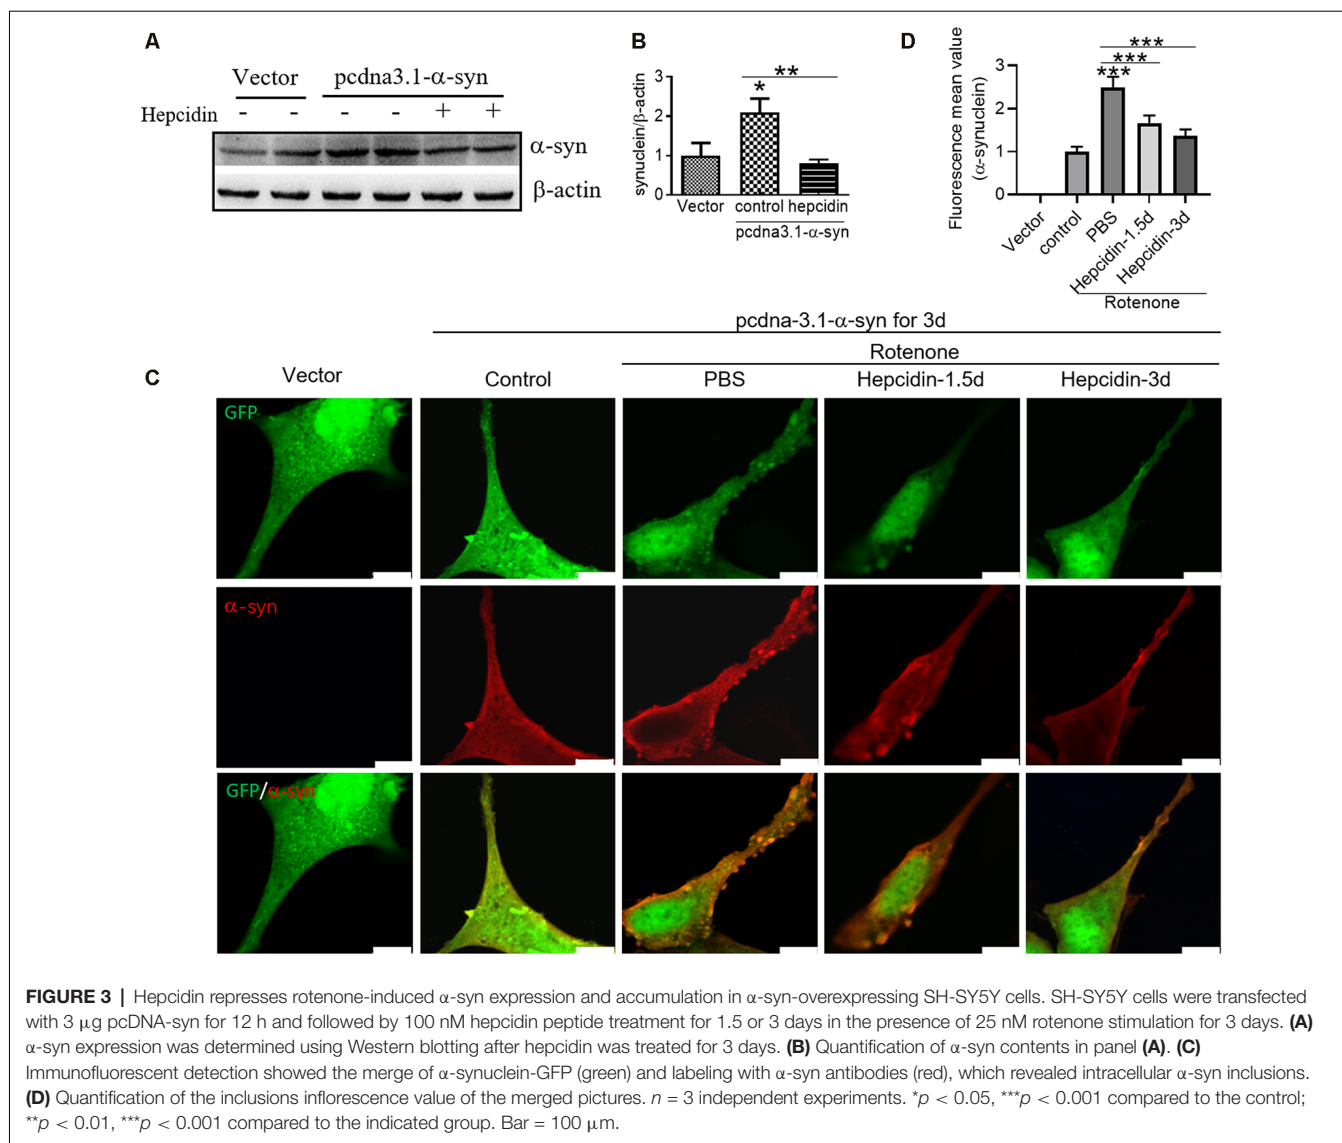 A
Vector
pcdna3.1-α-syn
Hepcidin
- - - - + +
α-syn
β-actin
B
synuclein/β-actin
3
2
1
0
*
**
Vector
control
hepcidin
pcdna3.1-α-syn
D
Fluorescence mean value
(α-synuclein)
3
2
1
0
***
***
***
Vector
control
PBS
Hepcidin-1.5d
Hepcidin-3d
Rotenone
pcdna-3.1-α-syn for 3d
Rotenone
C
Vector
Control
PBS
Hepcidin-1.5d
Hepcidin-3d
GFP
α-syn
GFP/α-syn
FIGURE 3 | Hepcidin represses rotenone-induced α-syn expression and accumulation in α-syn-overexpressing SH-SY5Y cells. SH-SY5Y cells were transfected
with 3 μg pcDNA-syn for 12 h and followed by 100 nM hepcidin peptide treatment for 1.5 or 3 days in the presence of 25 nM rotenone stimulation for 3 days. (A)
α-syn expression was determined using Western blotting after hepcidin was treated for 3 days. (B) Quantification of α-syn contents in panel (A). (C)
Immunofluorescent detection showed the merge of α-synuclein-GFP (green) and labeling with α-syn antibodies (red), which revealed intracellular α-syn inclusions.
(D) Quantification of the inclusions inflorescence value of the merged pictures. n = 3 independent experiments. *p < 0.05, ***p < 0.001 compared to the control;
**p < 0.01, ***p < 0.001 compared to the indicated group. Bar = 100 μm.